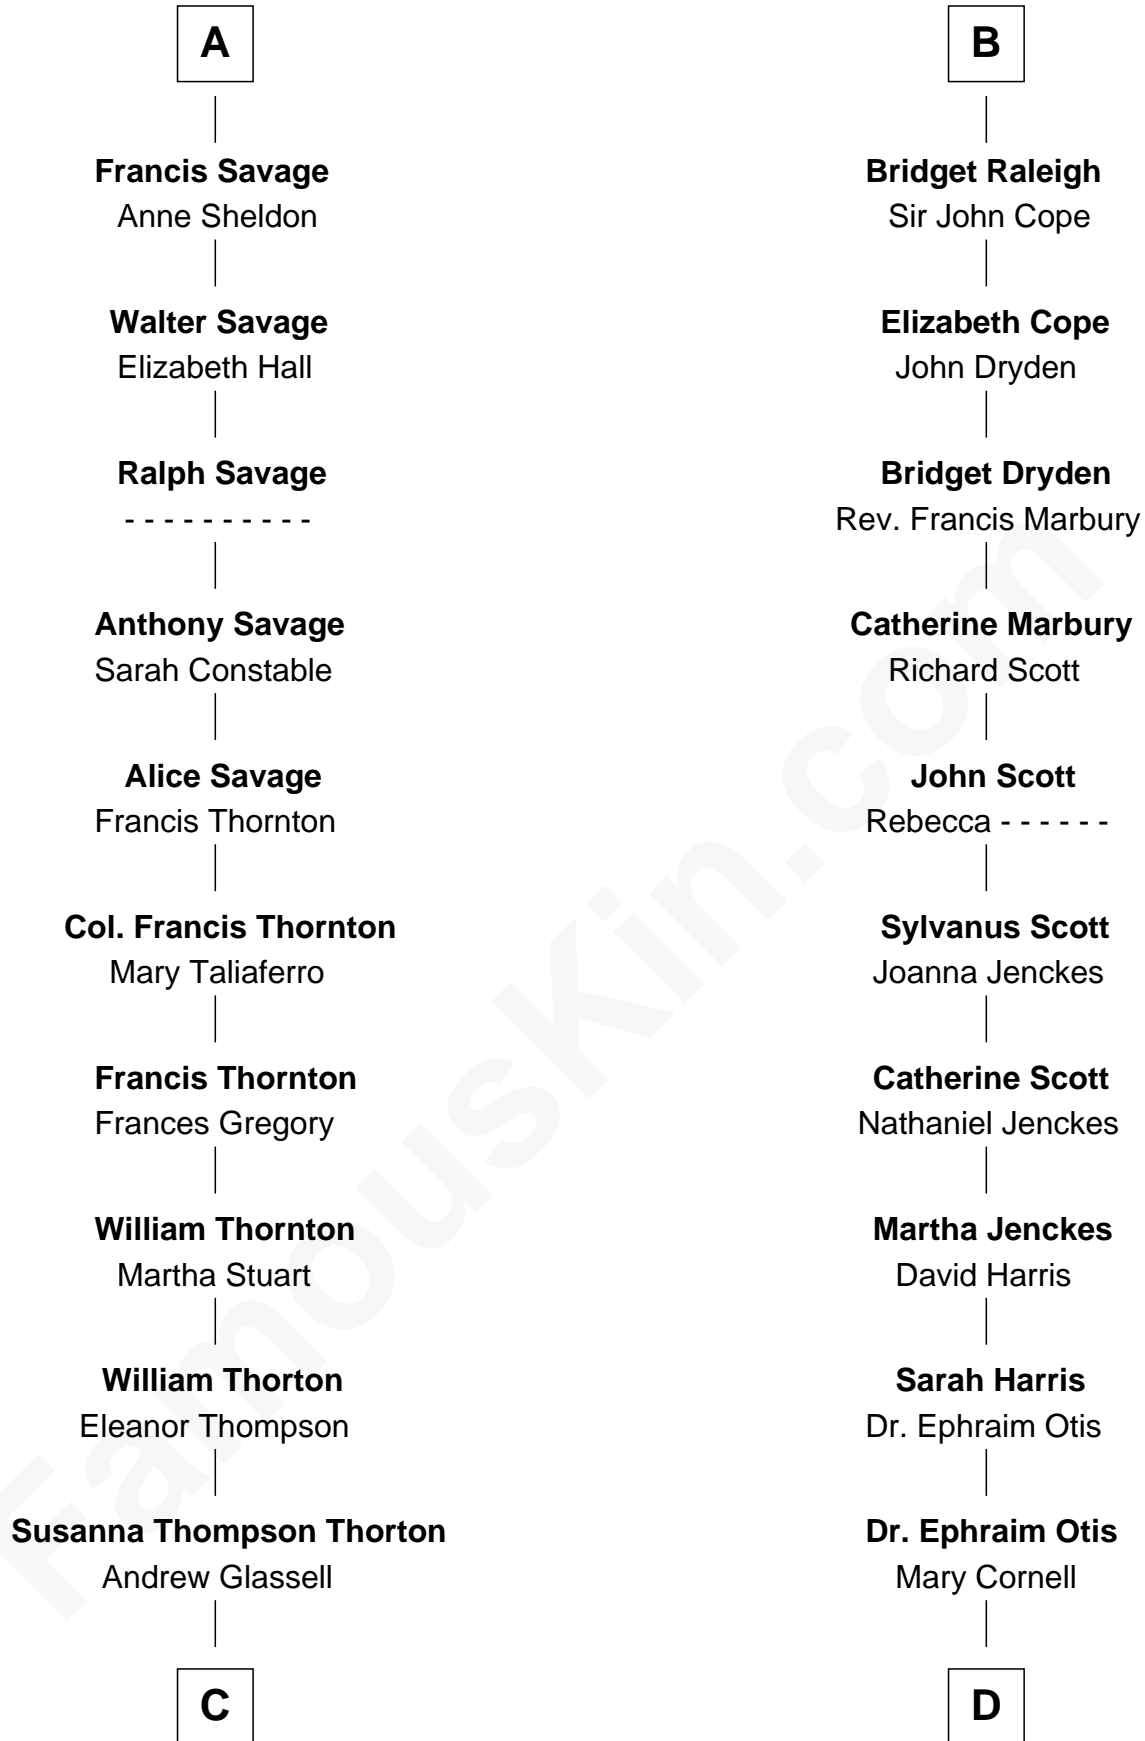 A
Francis Savage
Anne Sheldon
Walter Savage
Elizabeth Hall
Ralph Savage
- - - - - - - - - -
Anthony Savage
Sarah Constable
Alice Savage
Francis Thornton
Col. Francis Thornton
Mary Taliaferro
Francis Thornton
Frances Gregory
William Thornton
Martha Stuart
William Thorton
Eleanor Thompson
Susanna Thompson Thorton
Andrew Glassell
C
B
Bridget Raleigh
Sir John Cope
Elizabeth Cope
John Dryden
Bridget Dryden
Rev. Francis Marbury
Catherine Marbury
Richard Scott
John Scott
Rebecca - - - - - -
Sylvanus Scott
Joanna Jenckes
Catherine Scott
Nathaniel Jenckes
Martha Jenckes
David Harris
Sarah Harris
Dr. Ephraim Otis
Dr. Ephraim Otis
Mary Cornell
D
FamousKin.com